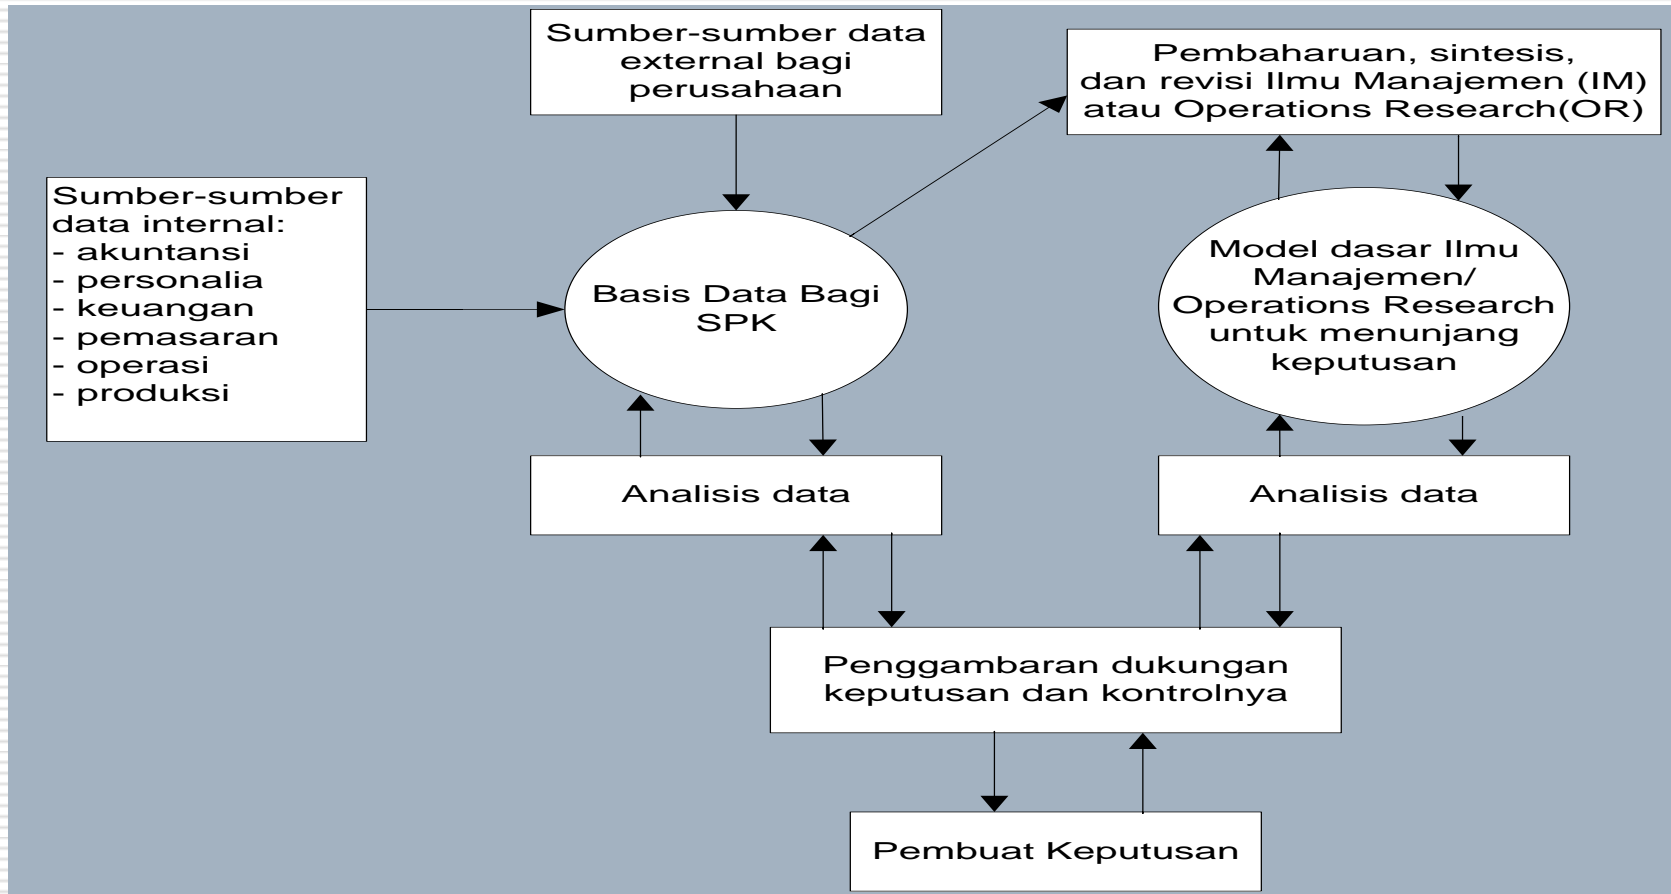 Sumber-sumber data
external bagi
perusahaan
Pembaharuan, sintesis,
dan revisi Ilmu Manajemen (IM)
atau Operations Research(OR)
Sumber-sumber
data internal:
- akuntansi
- personalia
- keuangan
- pemasaran
- operasi
- produksi
Basis Data Bagi
SPK
Model dasar Ilmu
Manajemen/
Operations Research
untuk menunjang
keputusan
Analisis data
Analisis data
Penggambaran dukungan
keputusan dan kontrolnya
Pembuat Keputusan